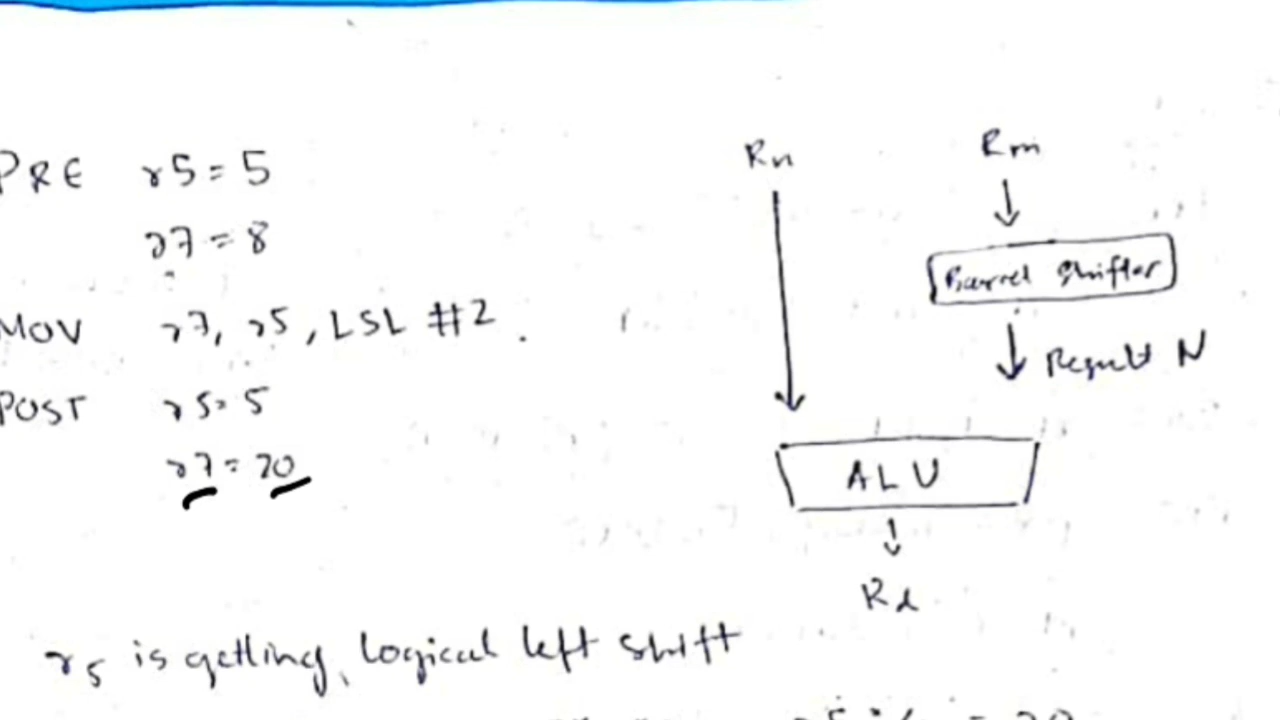 PRE r5 = 5
r7 = 8
MOV r7, r5, LSL #2.
POST r5 = 5
r7 = 20
Rn
Rm
Barrel Shifter
Result N
ALU
Rd
r5 is getting logical left shift